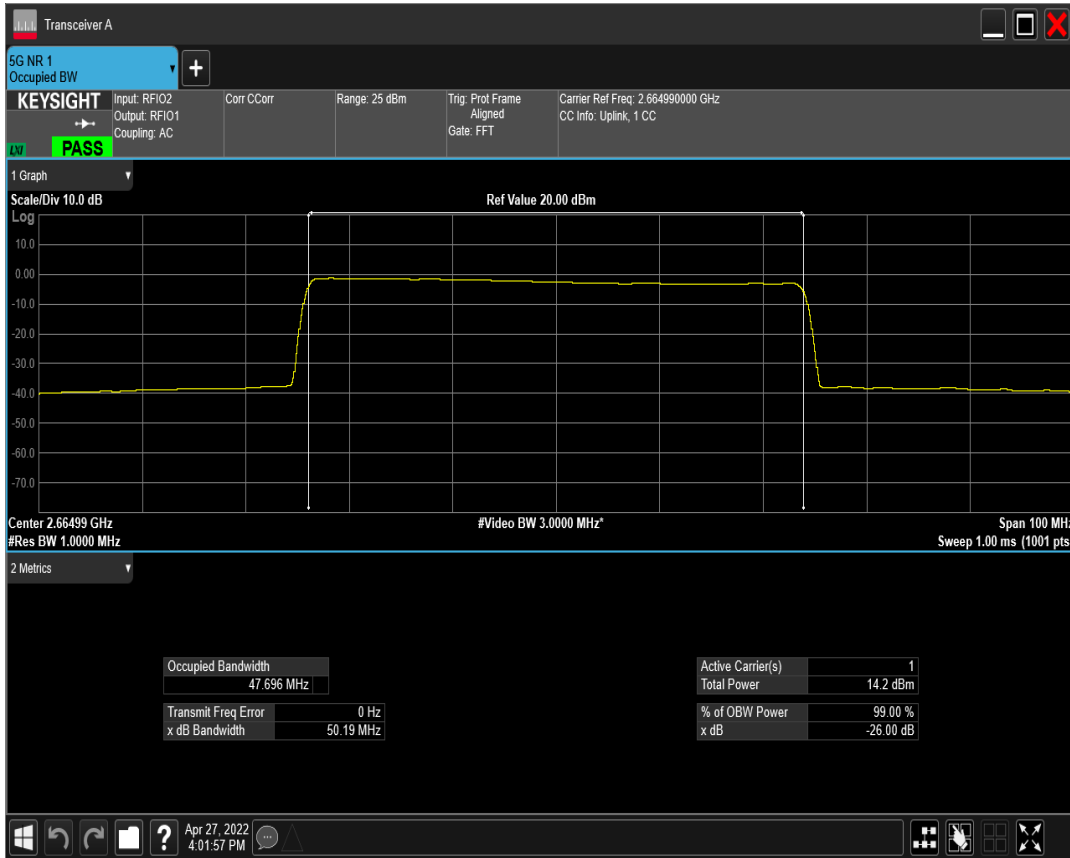 Transceiver A
5G NR 1
Occupied BW
+
KEYSIGHT
LXI
PASS
Input: RFIO2
Output: RFIO1
Coupling: AC
Corr CCorr
Range: 25 dBm
Trig: Prot Frame
Aligned
Gate: FFT
Carrier Ref Freq: 2.664990000 GHz
CC Info: Uplink, 1 CC
1 Graph
Scale/Div 10.0 dB
Ref Value 20.00 dBm
Log
10.0
0.00
-10.0
-20.0
-30.0
-40.0
-50.0
-60.0
-70.0
Center 2.66499 GHz
#Video BW 3.0000 MHz*
Span 100 MHz
#Res BW 1.0000 MHz
Sweep 1.00 ms (1001 pts
2 Metrics
Occupied Bandwidth
47.696 MHz
Transmit Freq Error 0 Hz
x dB Bandwidth 50.19 MHz
Active Carrier(s) 1
Total Power 14.2 dBm
% of OBW Power 99.00 %
x dB -26.00 dB
?
Apr 27, 2022
4:01:57 PM